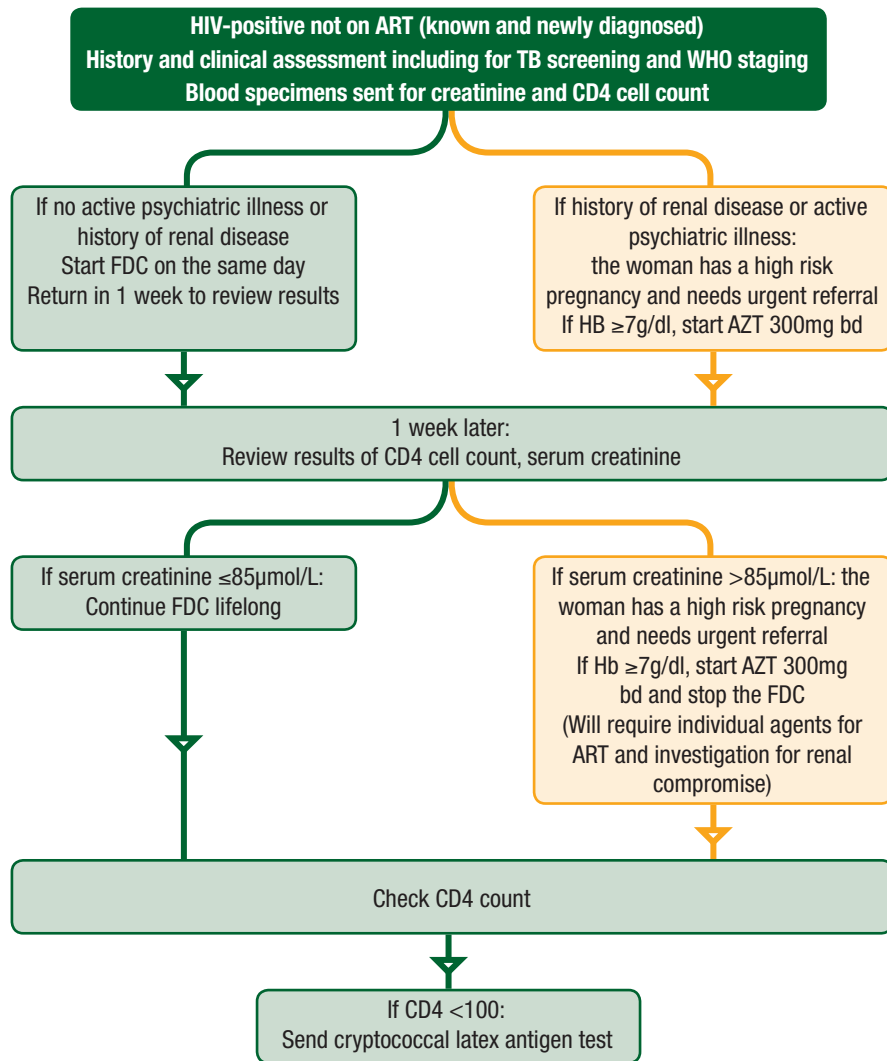 HIV-positive not on ART (known and newly diagnosed)
History and clinical assessment including for TB screening and WHO staging
Blood specimens sent for creatinine and CD4 cell count
If no active psychiatric illness or
history of renal disease
Start FDC on the same day
Return in 1 week to review results
If history of renal disease or active
psychiatric illness:
the woman has a high risk
pregnancy and needs urgent referral
If HB ≥7g/dl, start AZT 300mg bd
1 week later:
Review results of CD4 cell count, serum creatinine
If serum creatinine ≤85µmol/L:
Continue FDC lifelong
If serum creatinine >85µmol/L: the
woman has a high risk pregnancy
and needs urgent referral
If Hb ≥7g/dl, start AZT 300mg
bd and stop the FDC
(Will require individual agents for
ART and investigation for renal
compromise)
Check CD4 count
If CD4 <100:
Send cryptococcal latex antigen test